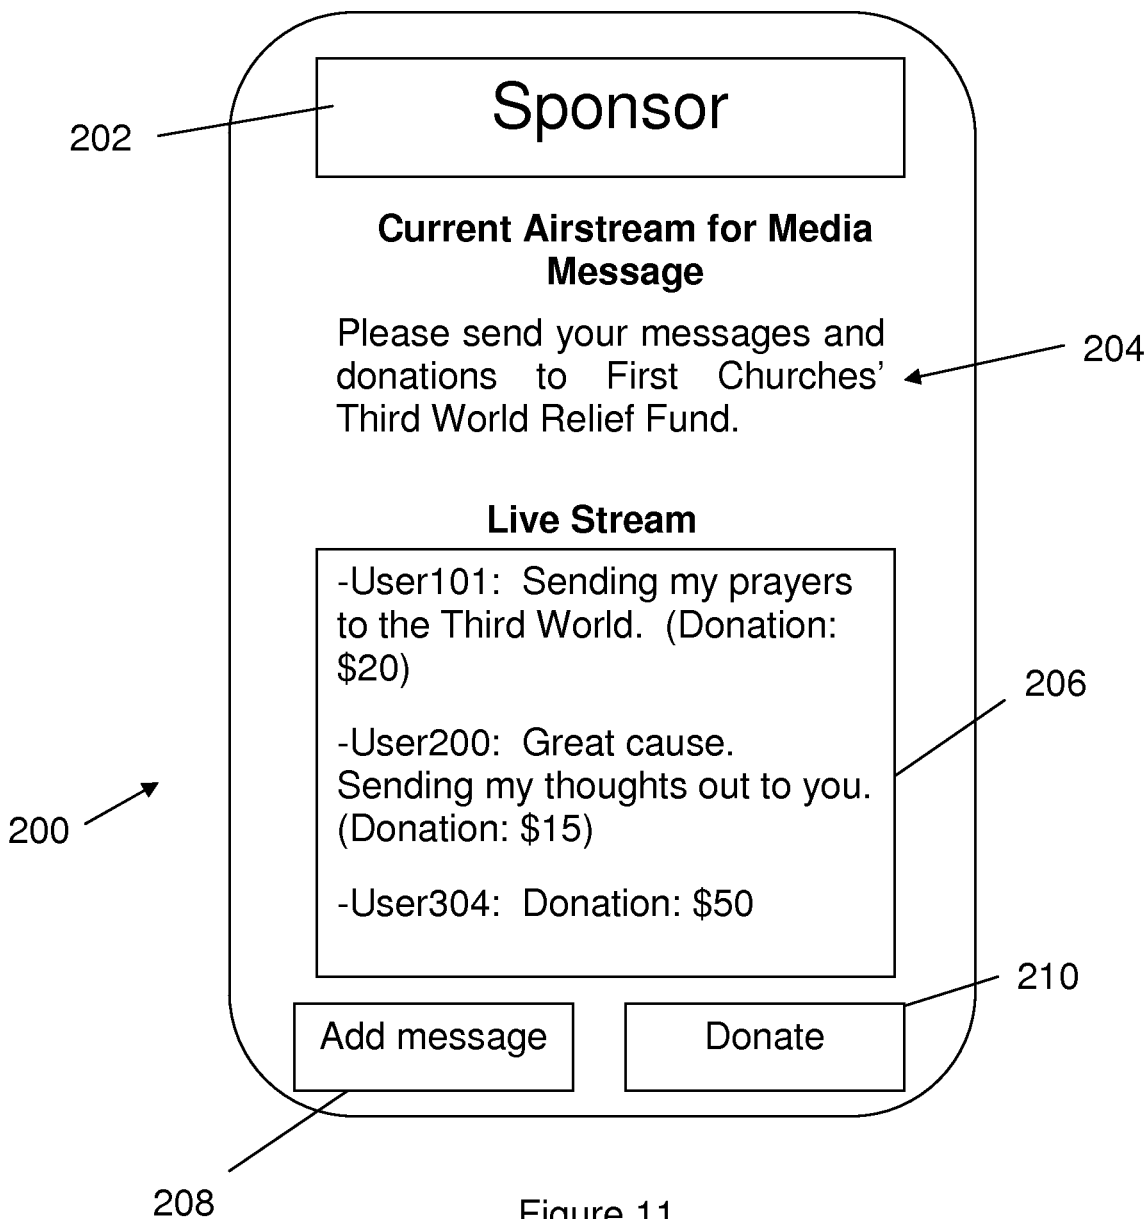 Sponsor
202
Current Airstream for Media
Message
Please send your messages and
donations to First Churches’
Third World Relief Fund.
204
Live Stream
-User101: Sending my prayers
to the Third World. (Donation:
$20)
206
-User200: Great cause.
Sending my thoughts out to you.
(Donation: $15)
200
-User304: Donation: $50
210
Add message
Donate
208
Figure 11